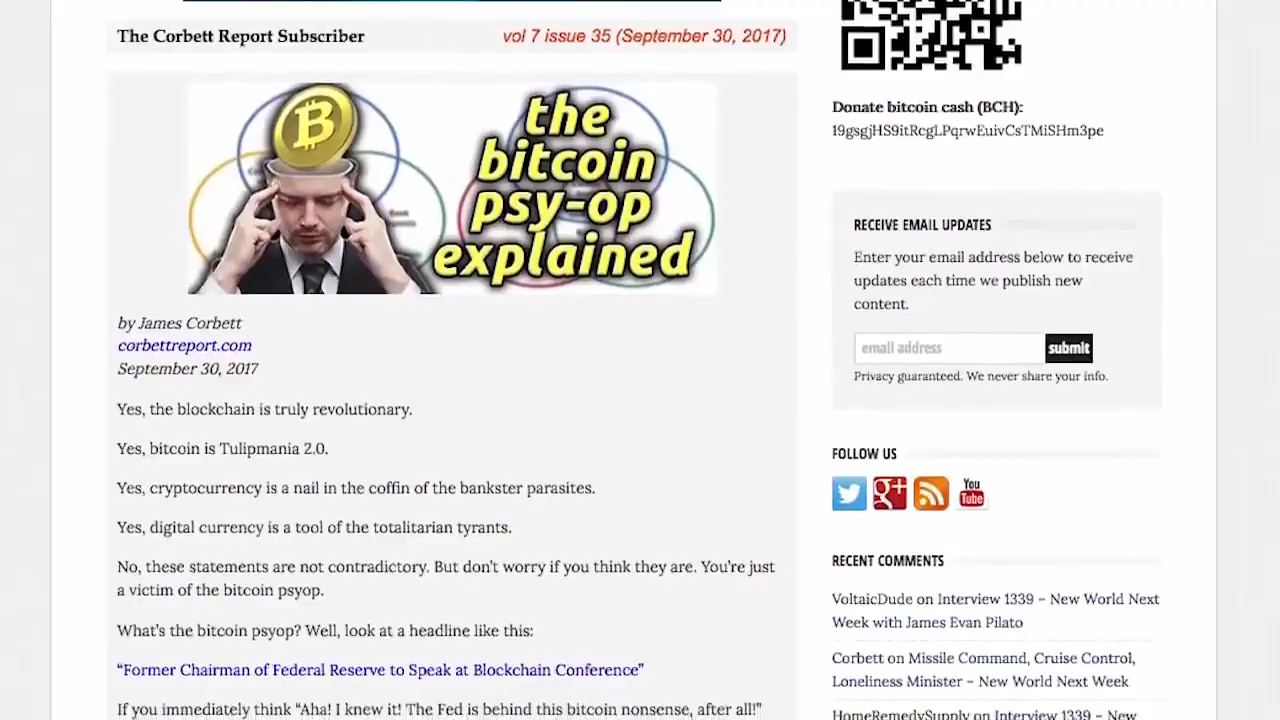 The Corbett Report Subscriber
vol 7 issue 35 (September 30, 2017)
the
bitcoin
psy-op
explained
by James Corbett
corbettreport.com
September 30, 2017
Yes, the blockchain is truly revolutionary.
Yes, bitcoin is Tulipmania 2.0.
Yes, cryptocurrency is a nail in the coffin of the bankster parasites.
Yes, digital currency is a tool of the totalitarian tyrants.
No, these statements are not contradictory. But don't worry if you think they are. You're just
a victim of the bitcoin psyop.
What's the bitcoin psyop? Well, look at a headline like this:
“Former Chairman of Federal Reserve to Speak at Blockchain Conference”
If you immediately think “Aha! I knew it! The Fed is behind this bitcoin nonsense, after all!”
Donate bitcoin cash (BCH):
19gsgjHS9itRcgLPqrwEuivCsTMiSHm3pe
RECEIVE EMAIL UPDATES
Enter your email address below to receive
updates each time we publish new
content.
email address
submit
Privacy guaranteed. We never share your info.
FOLLOW US
g+
You
Tube
RECENT COMMENTS
VoltaicDude on Interview 1339 – New World Next
Week with James Evan Pilato
Corbett on Missile Command, Cruise Control,
Loneliness Minister – New World Next Week
HomeRemedySupply on Interview 1339 – New